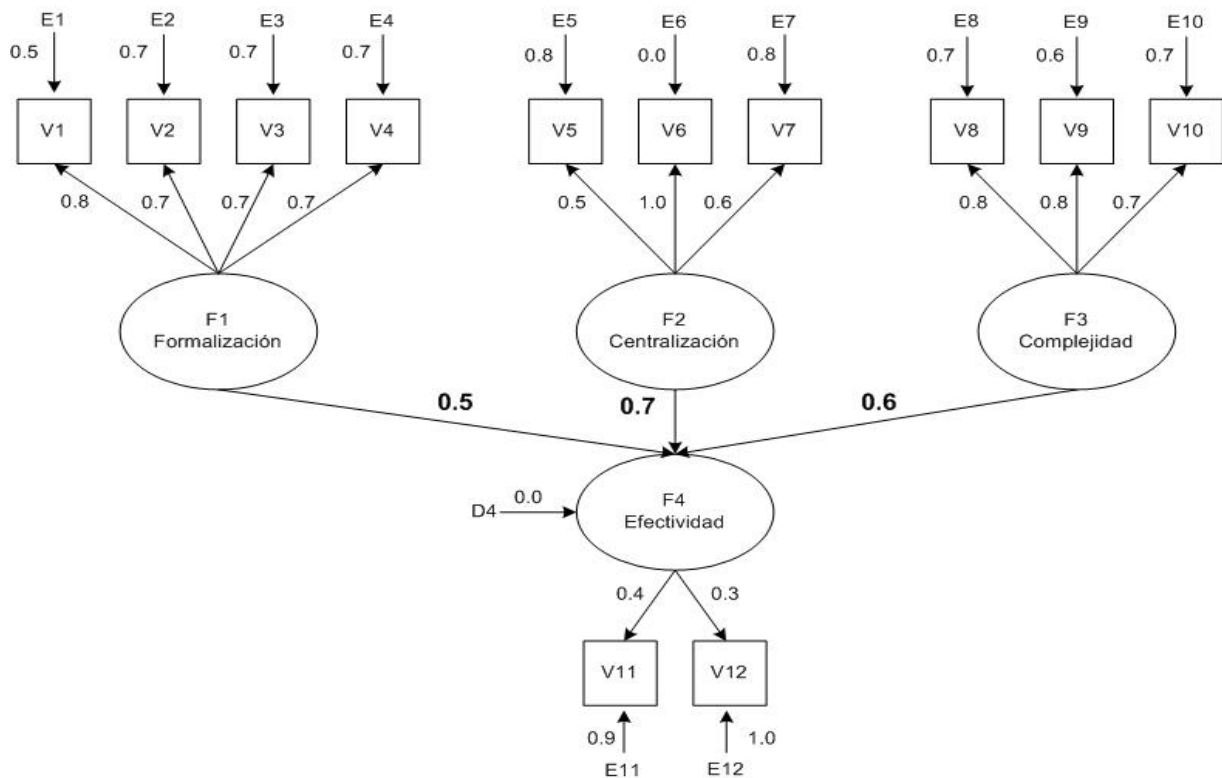 E1 E2 E3 E4 E5 E6 E7 E8 E9 E10
0.5 0.7 0.7 0.7 0.8 0.0 0.8 0.7 0.6 0.7
V1 V2 V3 V4 V5 V6 V7 V8 V9 V10
0.8 0.7 0.7 0.7 0.5 1.0 0.6 0.8 0.8 0.7
F1
Formalización
F2
Centralización
F3
Complejidad
0.5 0.7 0.6
D4 0.0
F4
Efectividad
0.4 0.3
V11 V12
0.9 1.0
E11 E12